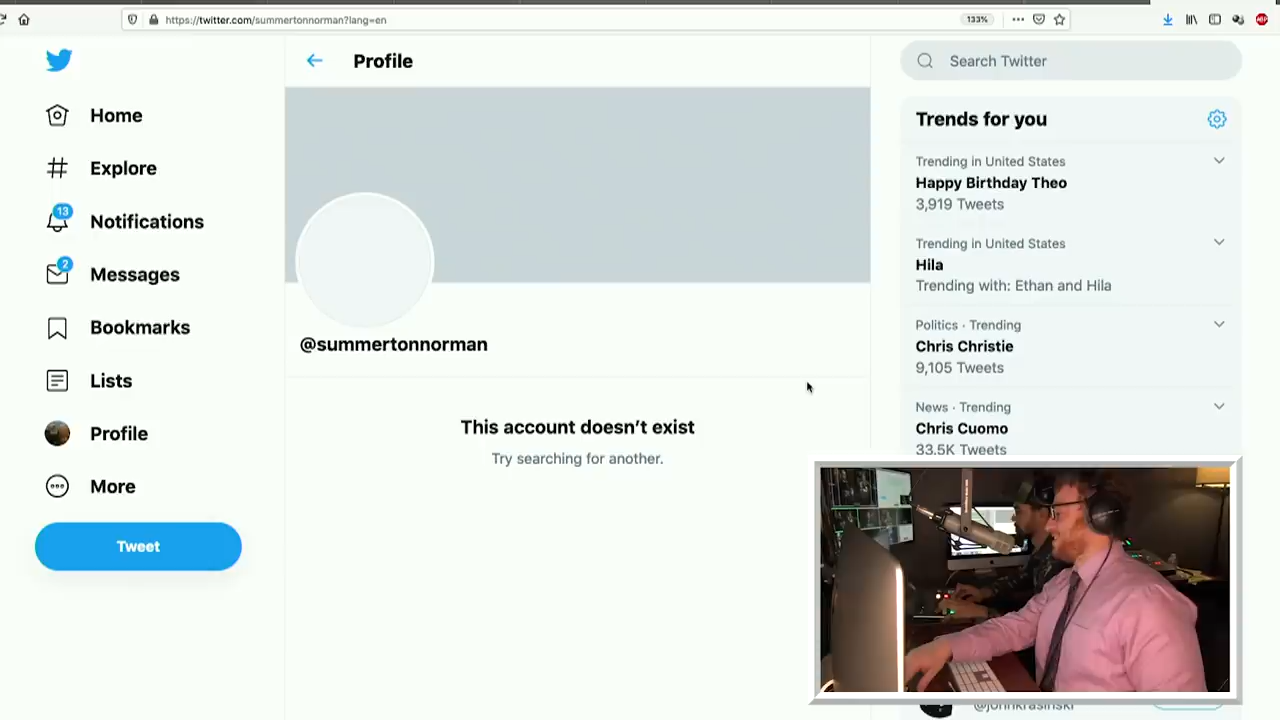 https://twitter.com/summertonnorman?lang=en
133%
ABP
Profile
Search Twitter
Home
Explore
13
Notifications
2
Messages
Bookmarks
Lists
Profile
More
Tweet
@summertonnorman
This account doesn't exist
Try searching for another.
Trends for you
Trending in United States
Happy Birthday Theo
3,919 Tweets
Trending in United States
Hila
Trending with: Ethan and Hila
Politics · Trending
Chris Christie
9,105 Tweets
News · Trending
Chris Cuomo
33.5K Tweets
@johnkrasinski